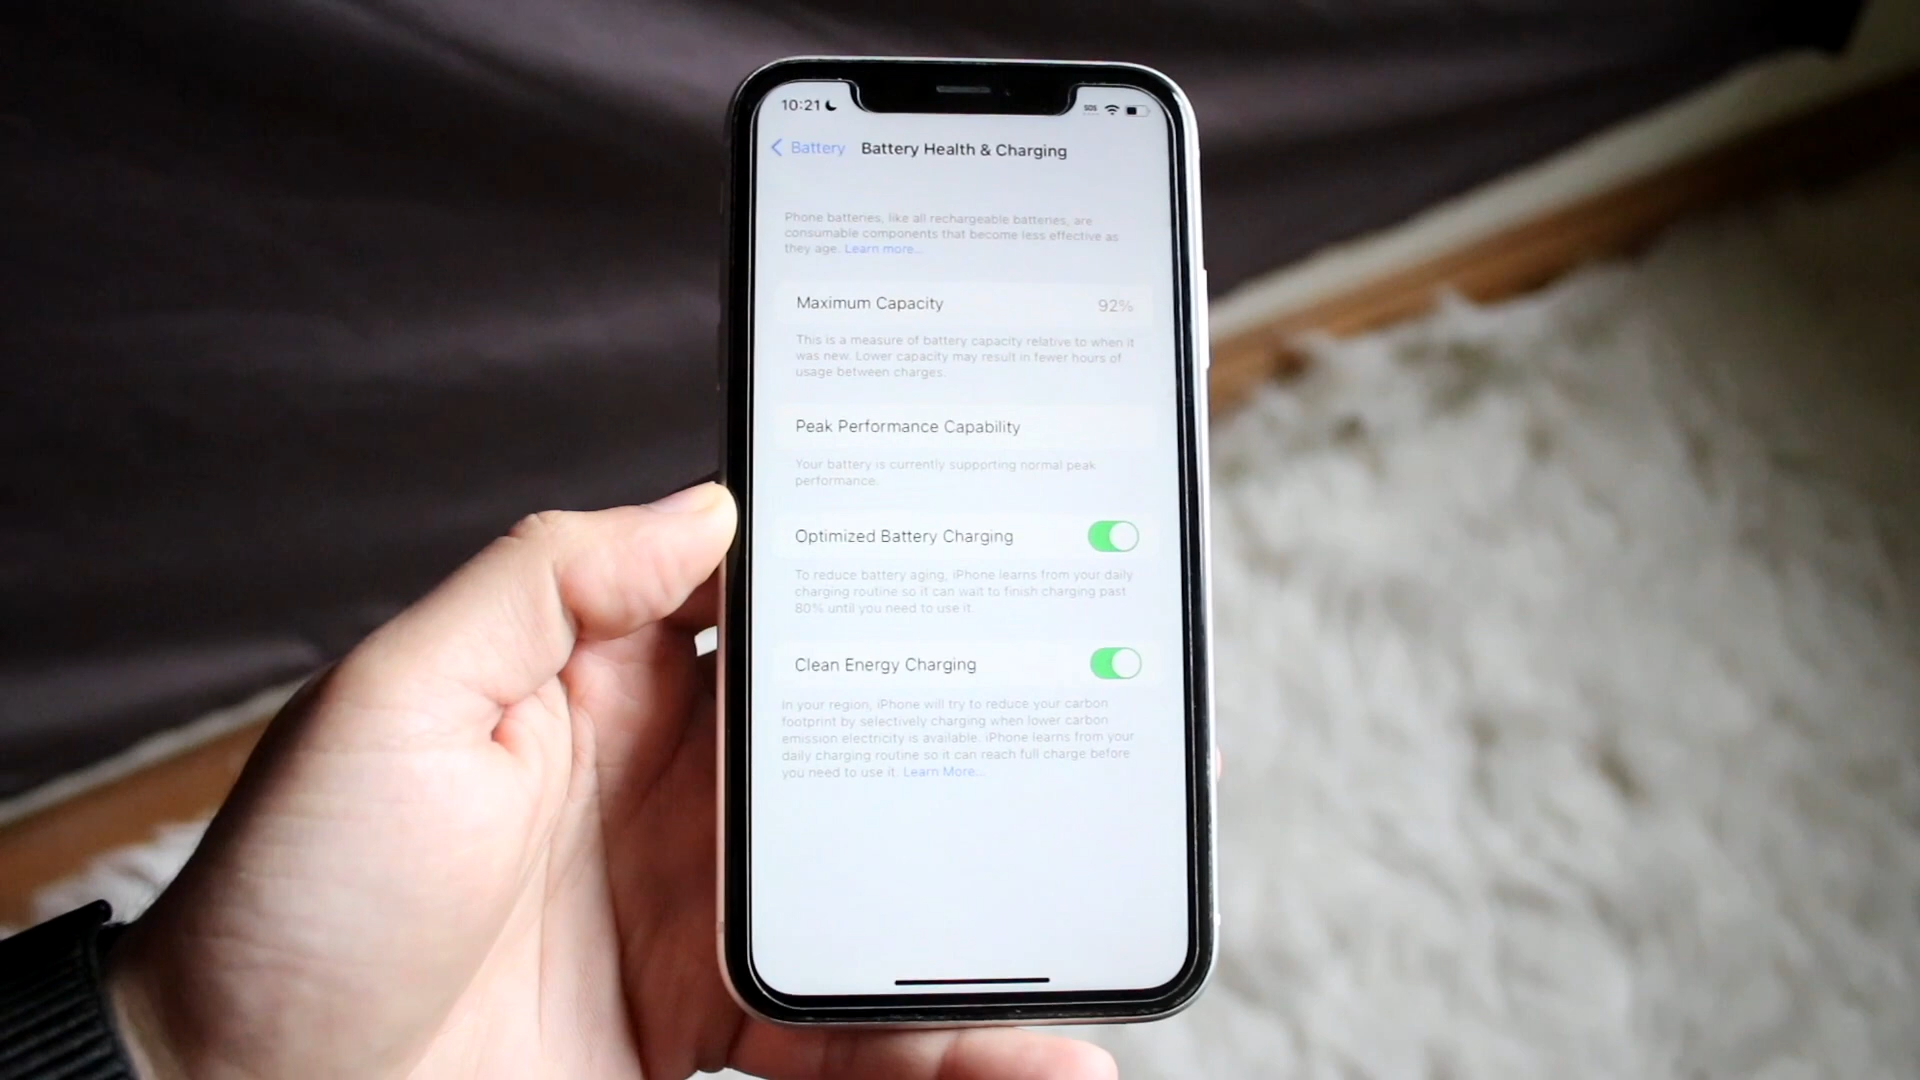 10:21
SOS
Battery
Battery Health & Charging
Phone batteries, like all rechargeable batteries, are
consumable components that become less effective as
they age. Learn more...
Maximum Capacity 92%
This is a measure of battery capacity relative to when it
was new. Lower capacity may result in fewer hours of
usage between charges.
Peak Performance Capability
Your battery is currently supporting normal peak
performance.
Optimized Battery Charging
To reduce battery aging, iPhone learns from your daily
charging routine so it can wait to finish charging past
80% until you need to use it.
Clean Energy Charging
In your region, iPhone will try to reduce your carbon
footprint by selectively charging when lower carbon
emission electricity is available. iPhone learns from your
daily charging routine so it can reach full charge before
you need to use it. Learn More...